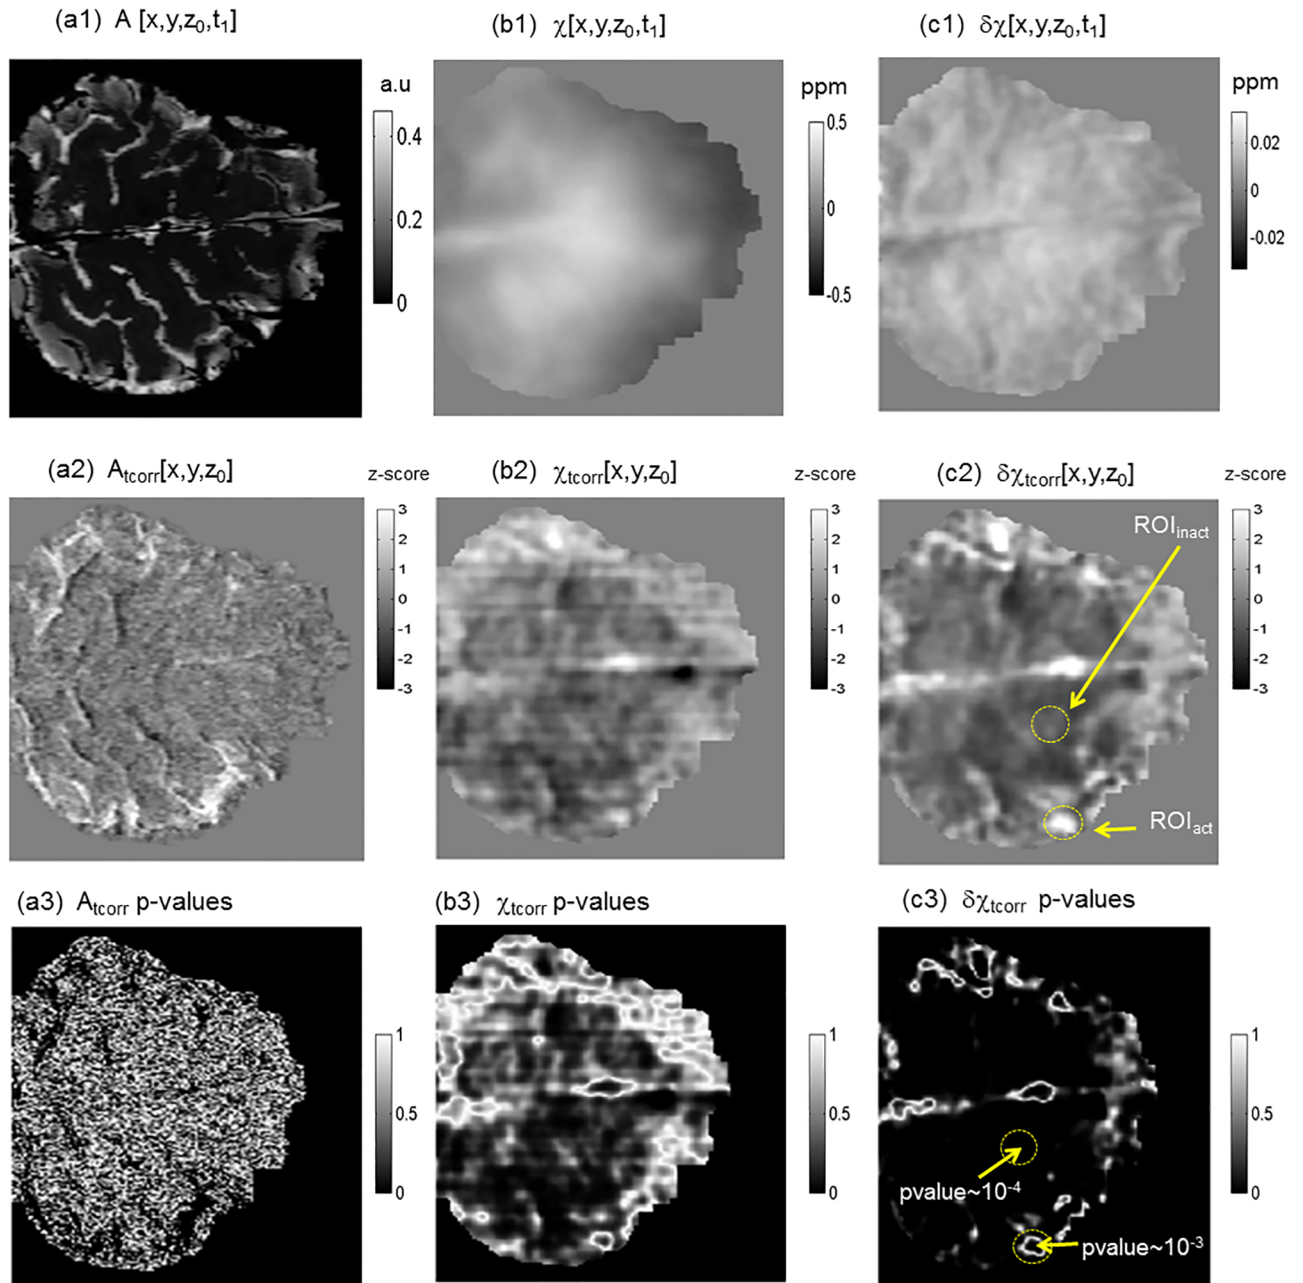 (a1) A [x,y,z₀,t₁]
(b1) χ[x,y,z₀,t₁]
(c1) δχ[x,y,z₀,t₁]
a.u
0.4
0.2
0
ppm
0.5
0
-0.5
ppm
0.02
0
-0.02
(a2) Atcorr[x,y,z₀]
z-score
3
2
1
0
-1
-2
-3
(b2) χtcorr[x,y,z₀]
z-score
3
2
1
0
-1
-2
-3
(c2) δχtcorr[x,y,z₀]
z-score
3
2
1
0
-1
-2
-3
ROIinact
ROIact
(a3) Atcorr p-values
1
0.5
0
(b3) χtcorr p-values
1
0.5
0
(c3) δχtcorr p-values
1
0.5
0
pvalue~10⁻⁴
pvalue~10⁻³